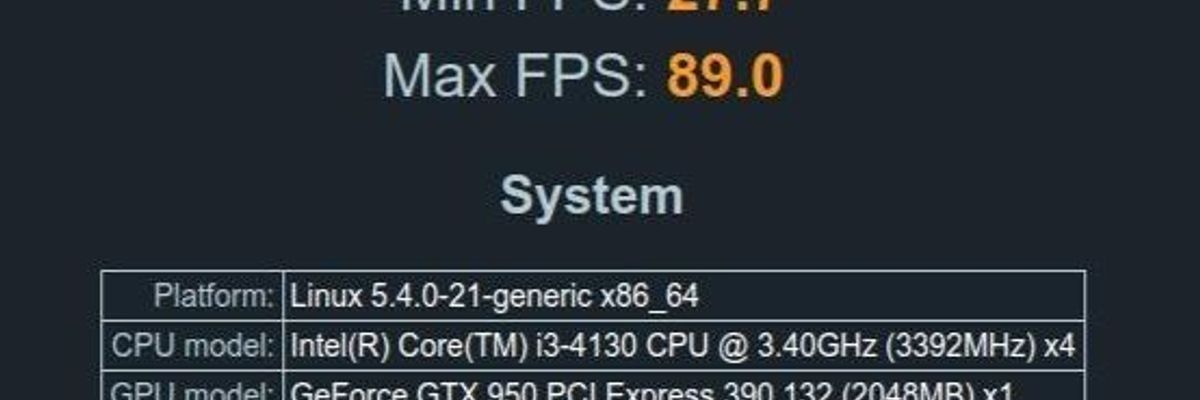 Min FPS: 27.7
Max FPS: 89.0
System
Platform: Linux 5.4.0-21-generic x86_64
CPU model: Intel(R) Core(TM) i3-4130 CPU @ 3.40GHz (3392MHz) x4
GPU model: GeForce GTX 950 PCI Express 390.132 (2048MB) x1